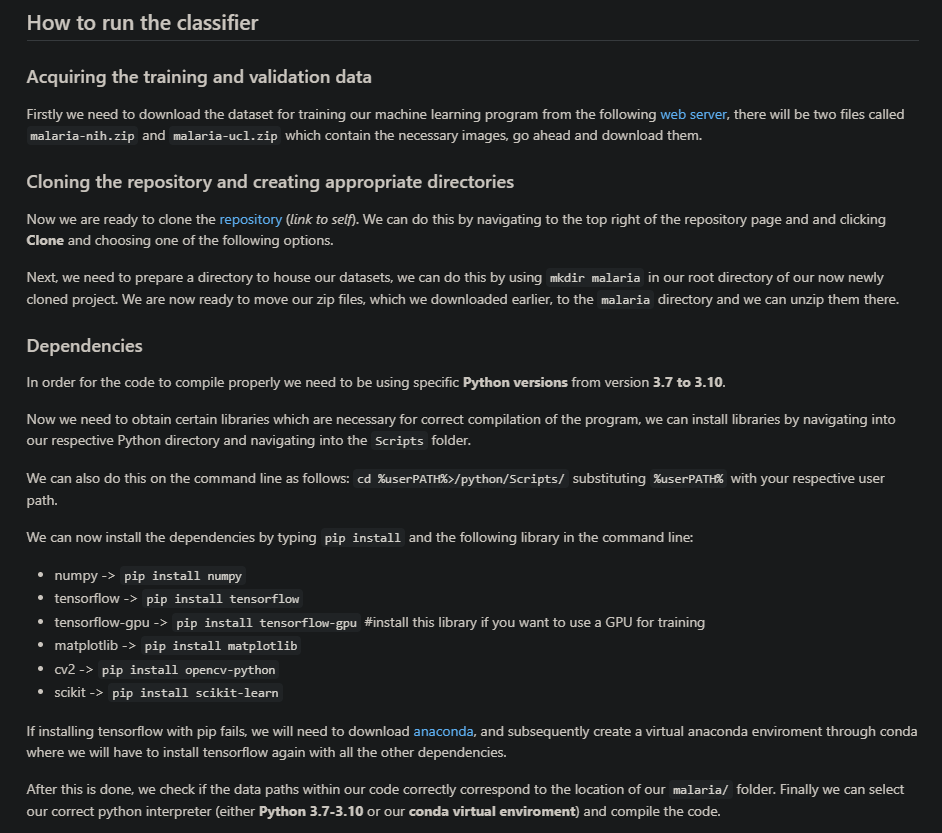 How to run the classifier
Acquiring the training and validation data
Firstly we need to download the dataset for training our machine learning program from the following web server, there will be two files called
malaria-nih.zip and malaria-ucl.zip which contain the necessary images, go ahead and download them.
Cloning the repository and creating appropriate directories
Now we are ready to clone the repository (link to self). We can do this by navigating to the top right of the repository page and and clicking
Clone and choosing one of the following options.
Next, we need to prepare a directory to house our datasets, we can do this by using mkdir malaria in our root directory of our now newly
cloned project. We are now ready to move our zip files, which we downloaded earlier, to the malaria directory and we can unzip them there.
Dependencies
In order for the code to compile properly we need to be using specific Python versions from version 3.7 to 3.10.
Now we need to obtain certain libraries which are necessary for correct compilation of the program, we can install libraries by navigating into
our respective Python directory and navigating into the Scripts folder.
We can also do this on the command line as follows: cd %userPATH%>/python/Scripts/ substituting %userPATH% with your respective user
path.
We can now install the dependencies by typing pip install and the following library in the command line:
• numpy -> pip install numpy
• tensorflow -> pip install tensorflow
• tensorflow-gpu -> pip install tensorflow-gpu #install this library if you want to use a GPU for training
• matplotlib -> pip install matplotlib
• cv2 -> pip install opencv-python
• scikit -> pip install scikit-learn
If installing tensorflow with pip fails, we will need to download anaconda, and subsequently create a virtual anaconda enviroment through conda
where we will have to install tensorflow again with all the other dependencies.
After this is done, we check if the data paths within our code correctly correspond to the location of our malaria/ folder. Finally we can select
our correct python interpreter (either Python 3.7-3.10 or our conda virtual enviroment) and compile the code.